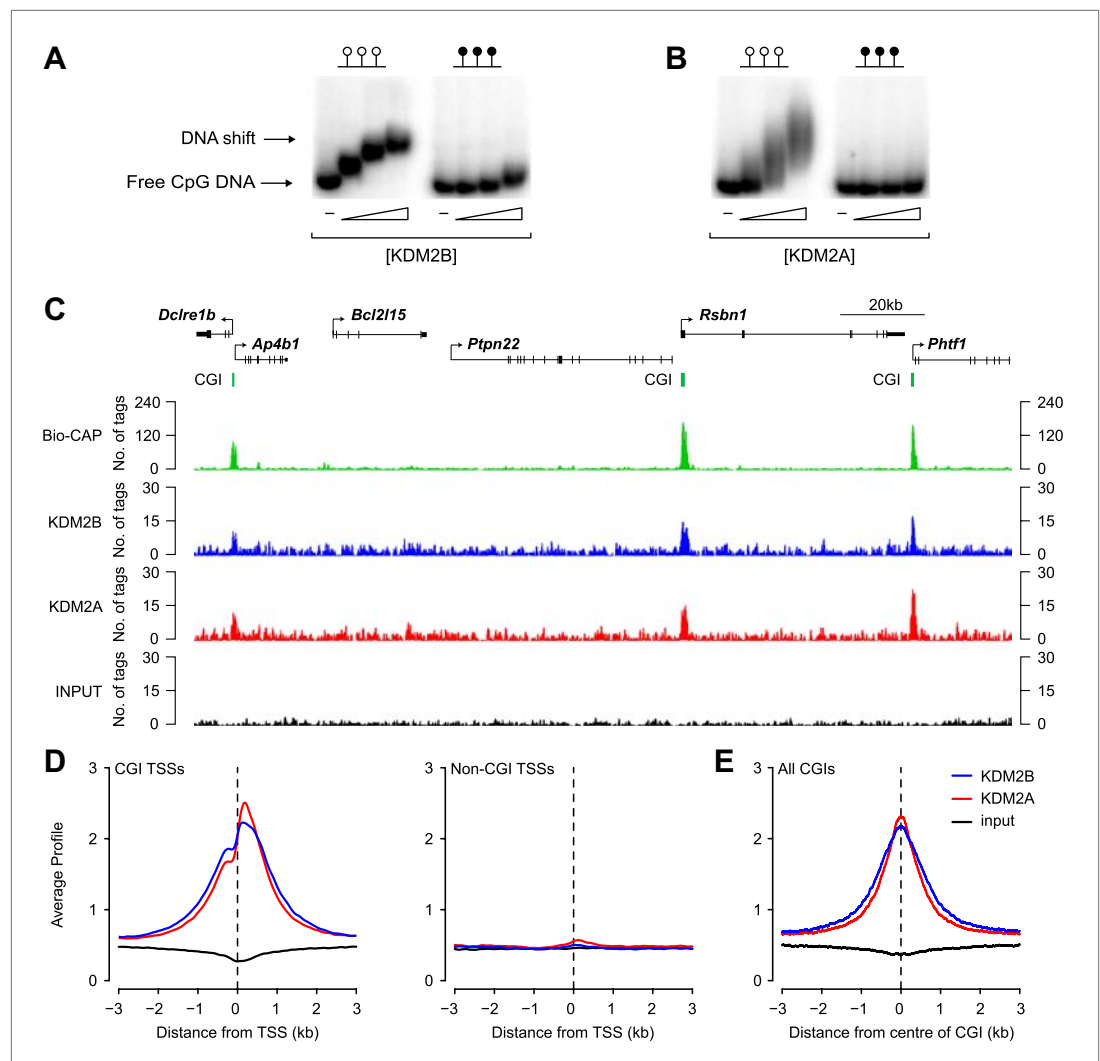 A
B
DNA shift
Free CpG DNA
–
–
–
–
[KDM2B]
[KDM2A]
C
Dclre1b
Bcl2l15
Rsbn1
20kb
Ap4b1
Ptpn22
Phtf1
CGI
CGI
CGI
Bio-CAP
No. of tags
240
120
0
240
120
0
KDM2B
No. of tags
30
15
0
30
15
0
KDM2A
No. of tags
30
15
0
30
15
0
INPUT
No. of tags
30
15
0
30
15
0
D
CGI TSSs
Average Profile
3
2
1
0
−3 −2 −1 0 1 2 3
Distance from TSS (kb)
Non-CGI TSSs
3
2
1
0
−3 −2 −1 0 1 2 3
Distance from TSS (kb)
E
All CGIs
3
2
1
0
−3 −2 −1 0 1 2 3
Distance from centre of CGI (kb)
KDM2B
KDM2A
input